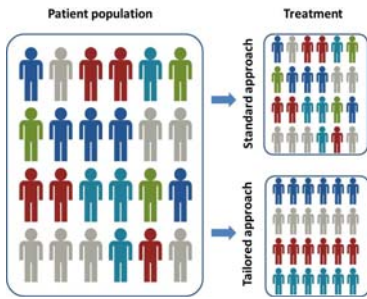 Patient population
Treatment
Standard approach
Tailored approach